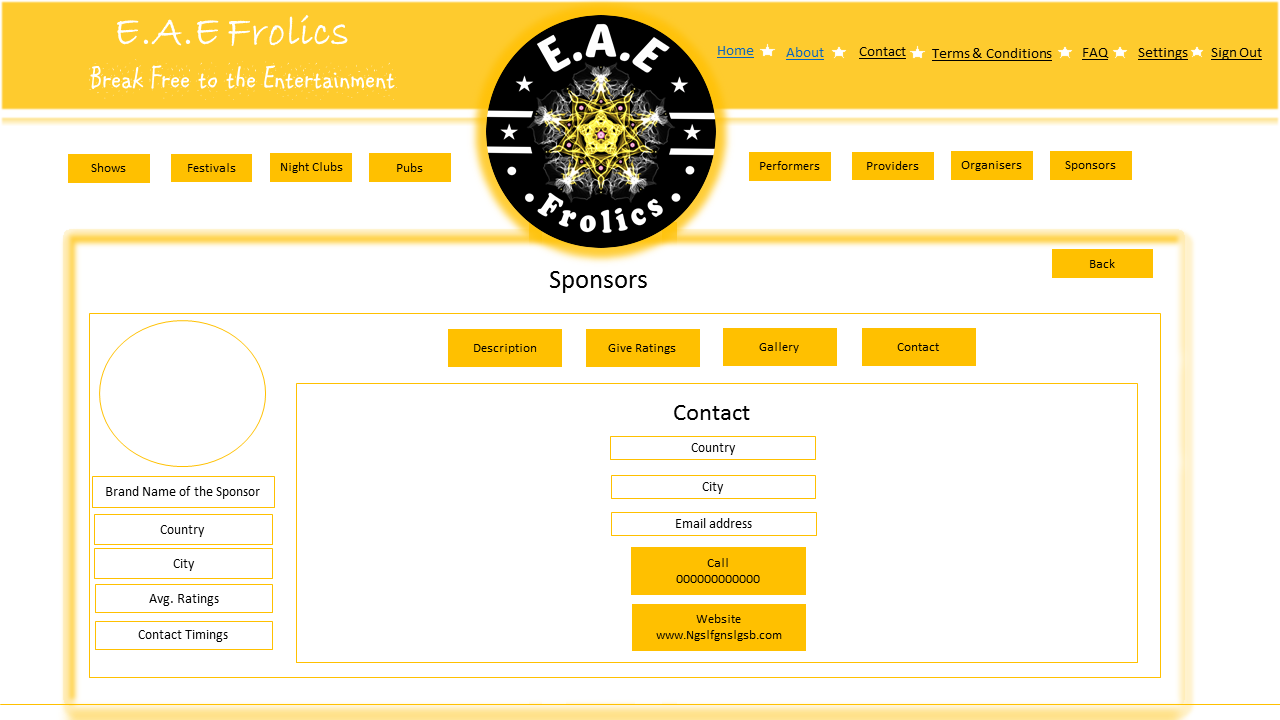 E.A.E Frolics
Break Free to the Entertainment
E.A.E
Frolics
Home About Contact Terms & Conditions FAQ Settings Sign Out
Shows Festivals Night Clubs Pubs Performers Providers Organisers Sponsors
Back
Sponsors
Description Give Ratings Gallery Contact
Brand Name of the Sponsor
Country
City
Avg. Ratings
Contact Timings
Contact
Country
City
Email address
Call
000000000000
Website
www.Ngslfgnslgsb.com